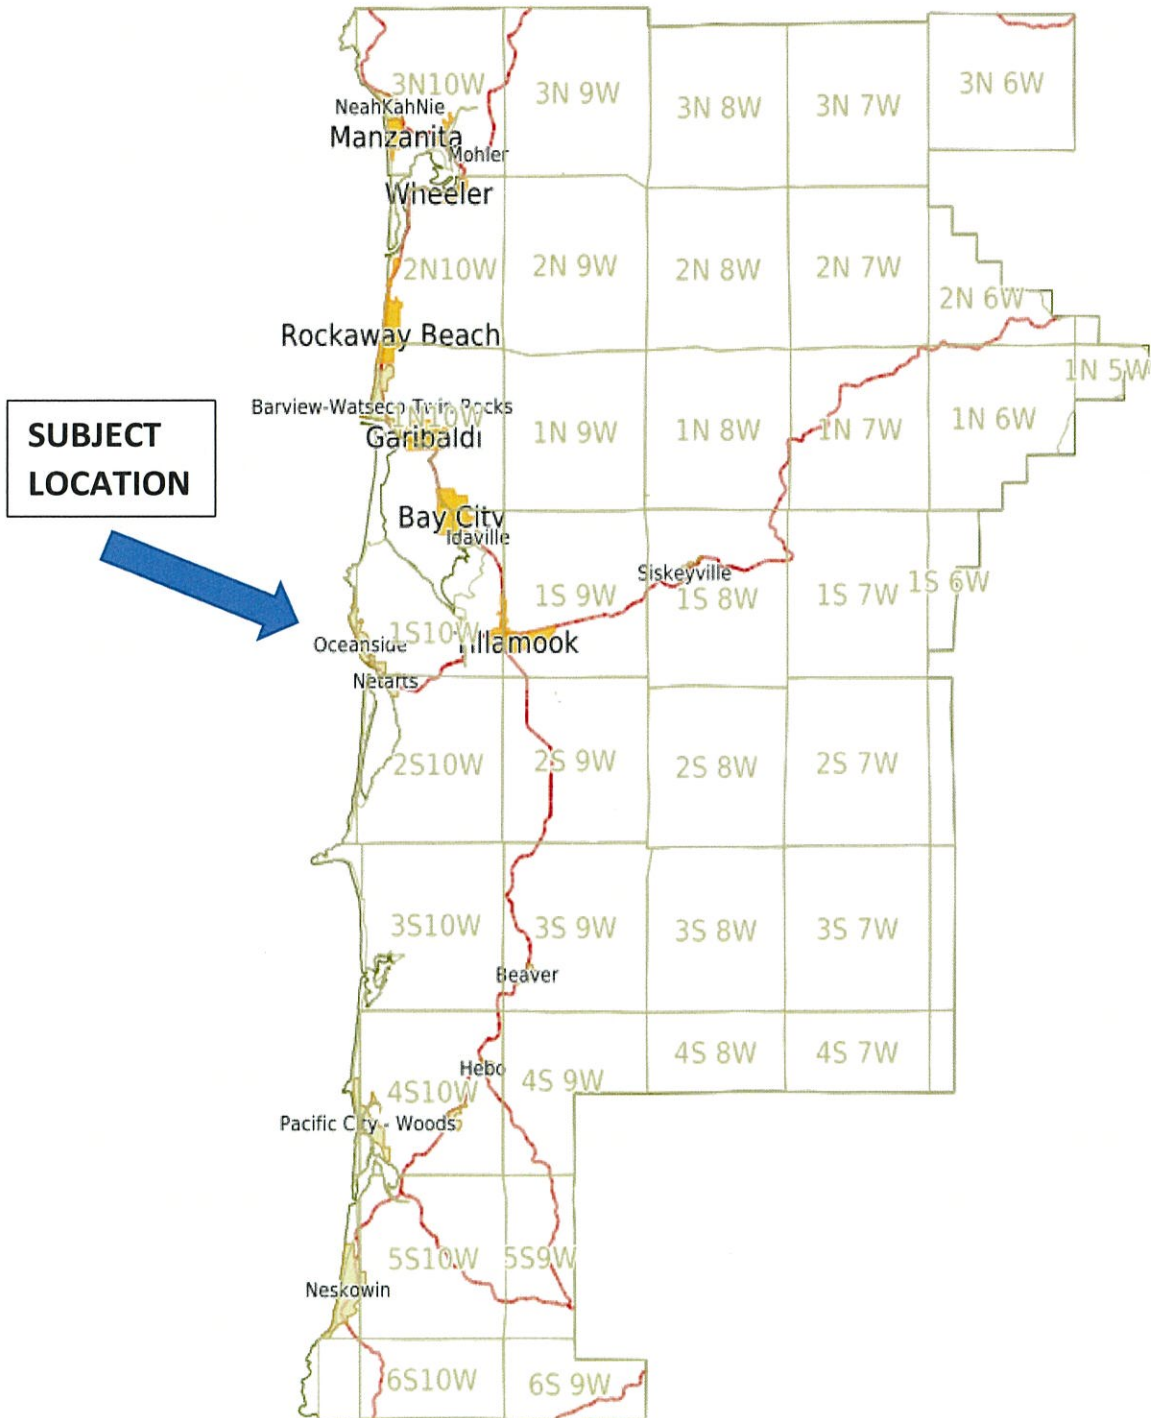 3N10W
3N 9W
3N 8W
3N 7W
3N 6W
NeahKahNie
Manzanita
Mohler
Wheeler
2N10W
2N 9W
2N 8W
2N 7W
2N 6W
Rockaway Beach
1N 5W
Barview-Watseco Twin Rocks
1N10W
1N 9W
1N 8W
1N 7W
1N 6W
Garibaldi
SUBJECT
LOCATION
Bay City
Idaville
Siskeyville
1S 9W
1S 8W
1S 7W
1S 6W
1S10W
Oceanside
Tillamook
Netarts
2S10W
2S 9W
2S 8W
2S 7W
3S10W
3S 9W
3S 8W
3S 7W
Beaver
4S 8W
4S 7W
Hebo
4S10W
4S 9W
Pacific City - Woods
5S10W
5S9W
Neskowin
6S10W
6S 9W